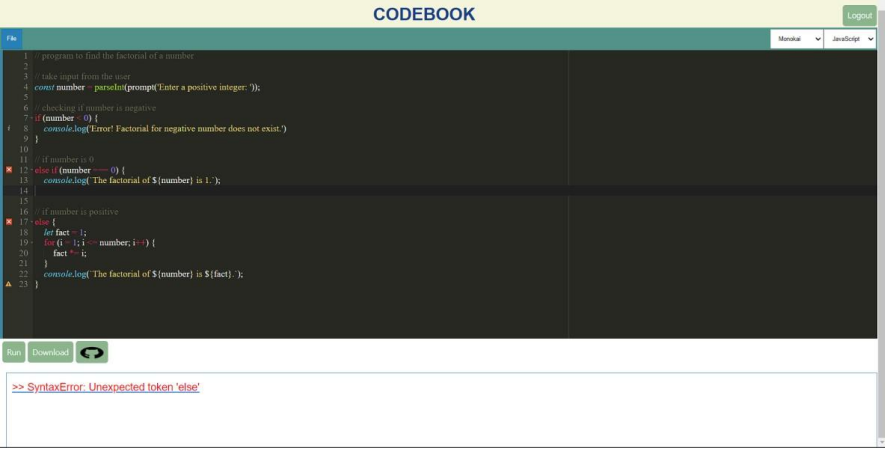 CODEBOOK
Logout
File
Monokai
JavaScript
1 // program to find the factorial of a number
2
3 // take input from the user
4 const number = parseInt(prompt('Enter a positive integer: '));
5
6 // checking if number is negative
7 if (number < 0) {
i 8 console.log('Error! Factorial for negative number does not exist.')
9 }
10
11 // if number is 0
12 else if (number === 0) {
13 console.log(`The factorial of ${number} is 1.`);
14
15
16 // if number is positive
17 else {
18 let fact = 1;
19 for (i = 1; i <= number; i++) {
20 fact *= i;
21 }
22 console.log(`The factorial of ${number} is ${fact}.`);
23 }
Run Download
>> SyntaxError: Unexpected token 'else'